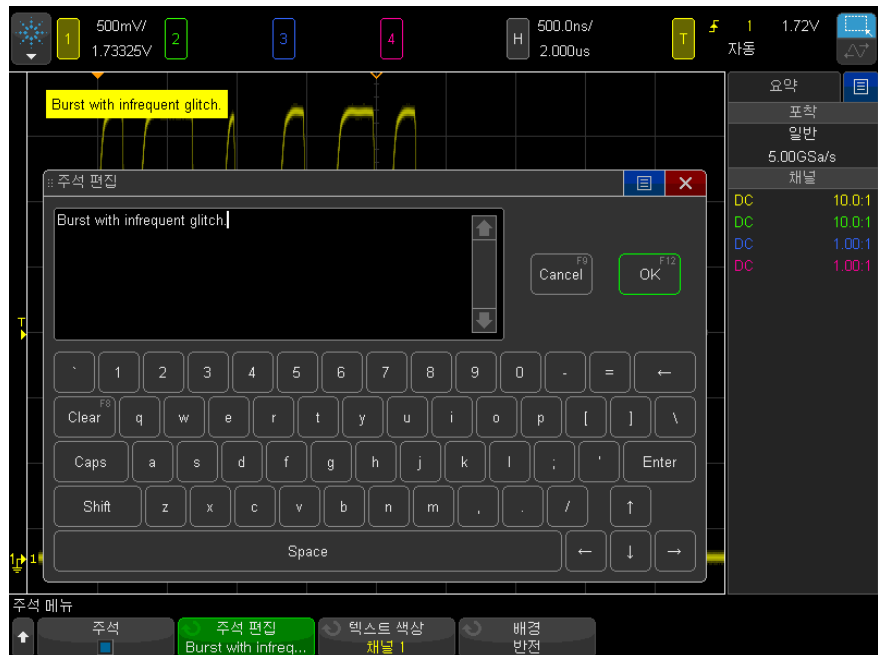 1 500mV/ 1.73325V 2 3 4 H 500.0ns/ 2.000us T 1 1.72V 자동
Burst with infrequent glitch.
요약
포착
일반
5.00GSa/s
채널
DC 10.0:1
DC 10.0:1
DC 1.00:1
DC 1.00:1
주석 편집
Burst with infrequent glitch.
Cancel F9
OK F12
T
` 1 2 3 4 5 6 7 8 9 0 - = ←
Clear F8 q w e r t y u i o p [ ] \
Caps a s d f g h j k l ; ' Enter
Shift z x c v b n m , . / ↑
Space ← ↓ →
1 1
주석 메뉴
주석
주석 편집
Burst with infreq...
텍스트 색상
채널 1
배경
반전